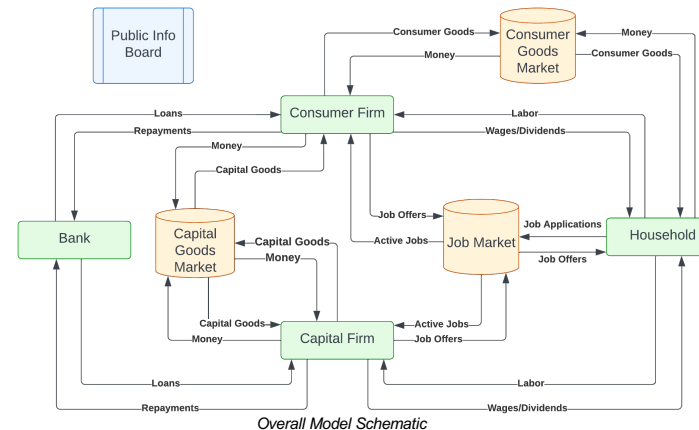 Public Info
Board
Consumer Goods
Consumer
Goods
Market
Money
Money
Consumer Goods
Loans
Consumer Firm
Labor
Repayments
Wages/Dividends
Money
Capital Goods
Job Offers
Job Applications
Bank
Capital
Goods
Market
Capital Goods
Money
Active Jobs
Job Market
Household
Job Offers
Capital Goods
Money
Capital Firm
Active Jobs
Job Offers
Loans
Labor
Repayments
Wages/Dividends
Overall Model Schematic